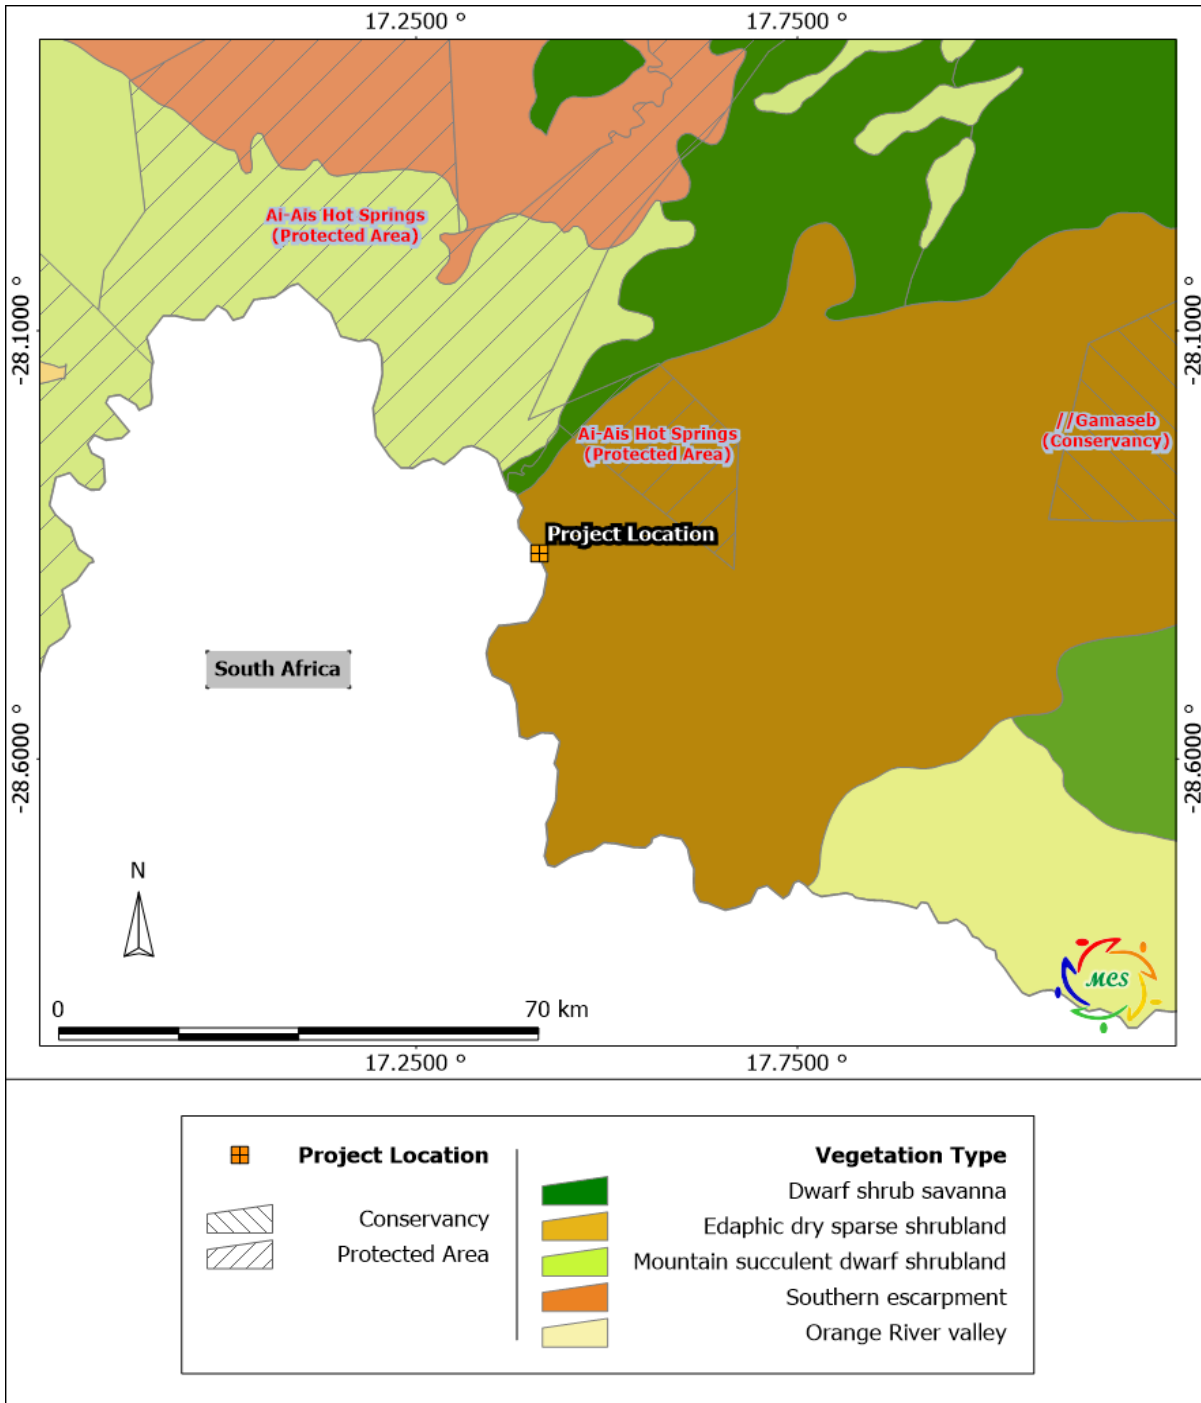 17.2500 °
17.7500 °
Ai-Ais Hot Springs
(Protected Area)
-28.1000 °
-28.1000 °
//Gamaseb
(Conservancy)
Ai-Ais Hot Springs
(Protected Area)
Project Location
South Africa
-28.6000 °
-28.6000 °
N
MCS
0
70 km
17.2500 °
17.7500 °
Project Location
Conservancy
Protected Area
Vegetation Type
Dwarf shrub savanna
Edaphic dry sparse shrubland
Mountain succulent dwarf shrubland
Southern escarpment
Orange River valley